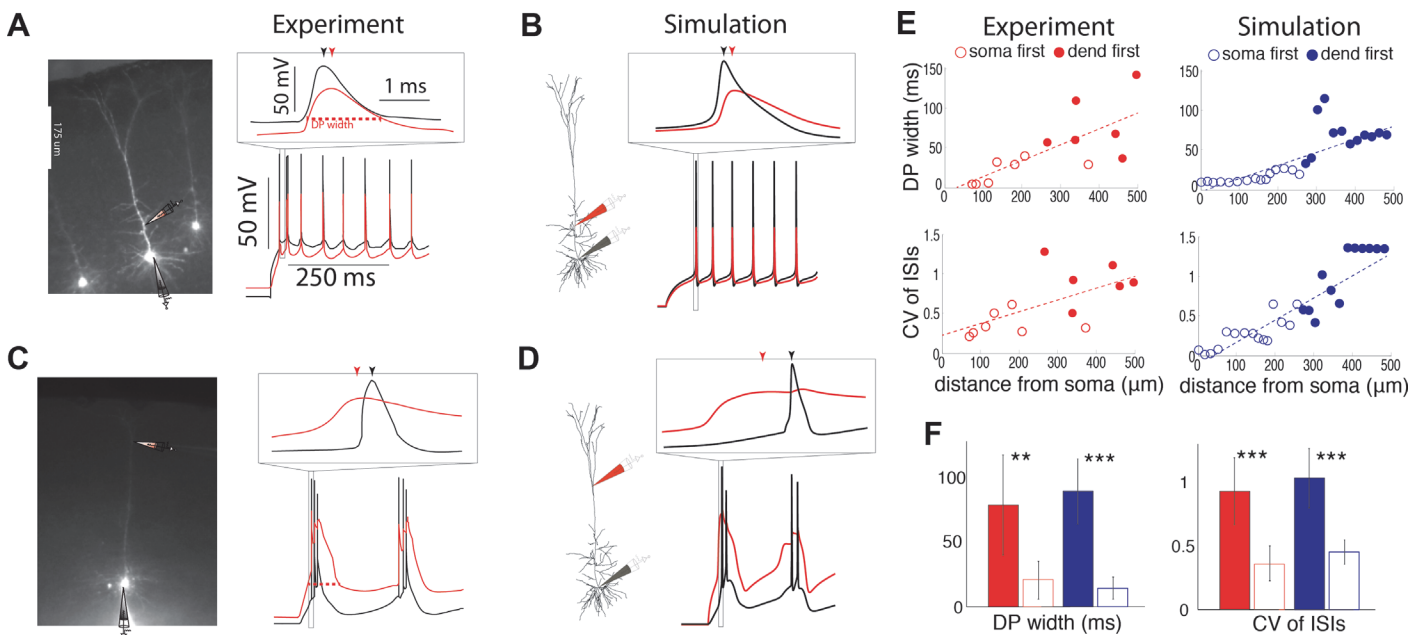 A
Experiment
175 um
50 mV
1 ms
DP width
50 mV
250 ms
B
Simulation
C
D
E
Experiment
Simulation
soma first
dend first
soma first
dend first
DP width (ms)
150
100
50
0
0
100
200
300
400
500
150
100
50
0
0
100
200
300
400
500
CV of ISIs
1.5
1
0.5
0
0
100
200
300
400
500
distance from soma (μm)
1.5
1
0.5
0
0
100
200
300
400
500
distance from soma (μm)
F
100
50
0
**
***
DP width (ms)
1
0.5
0
***
***
CV of ISIs